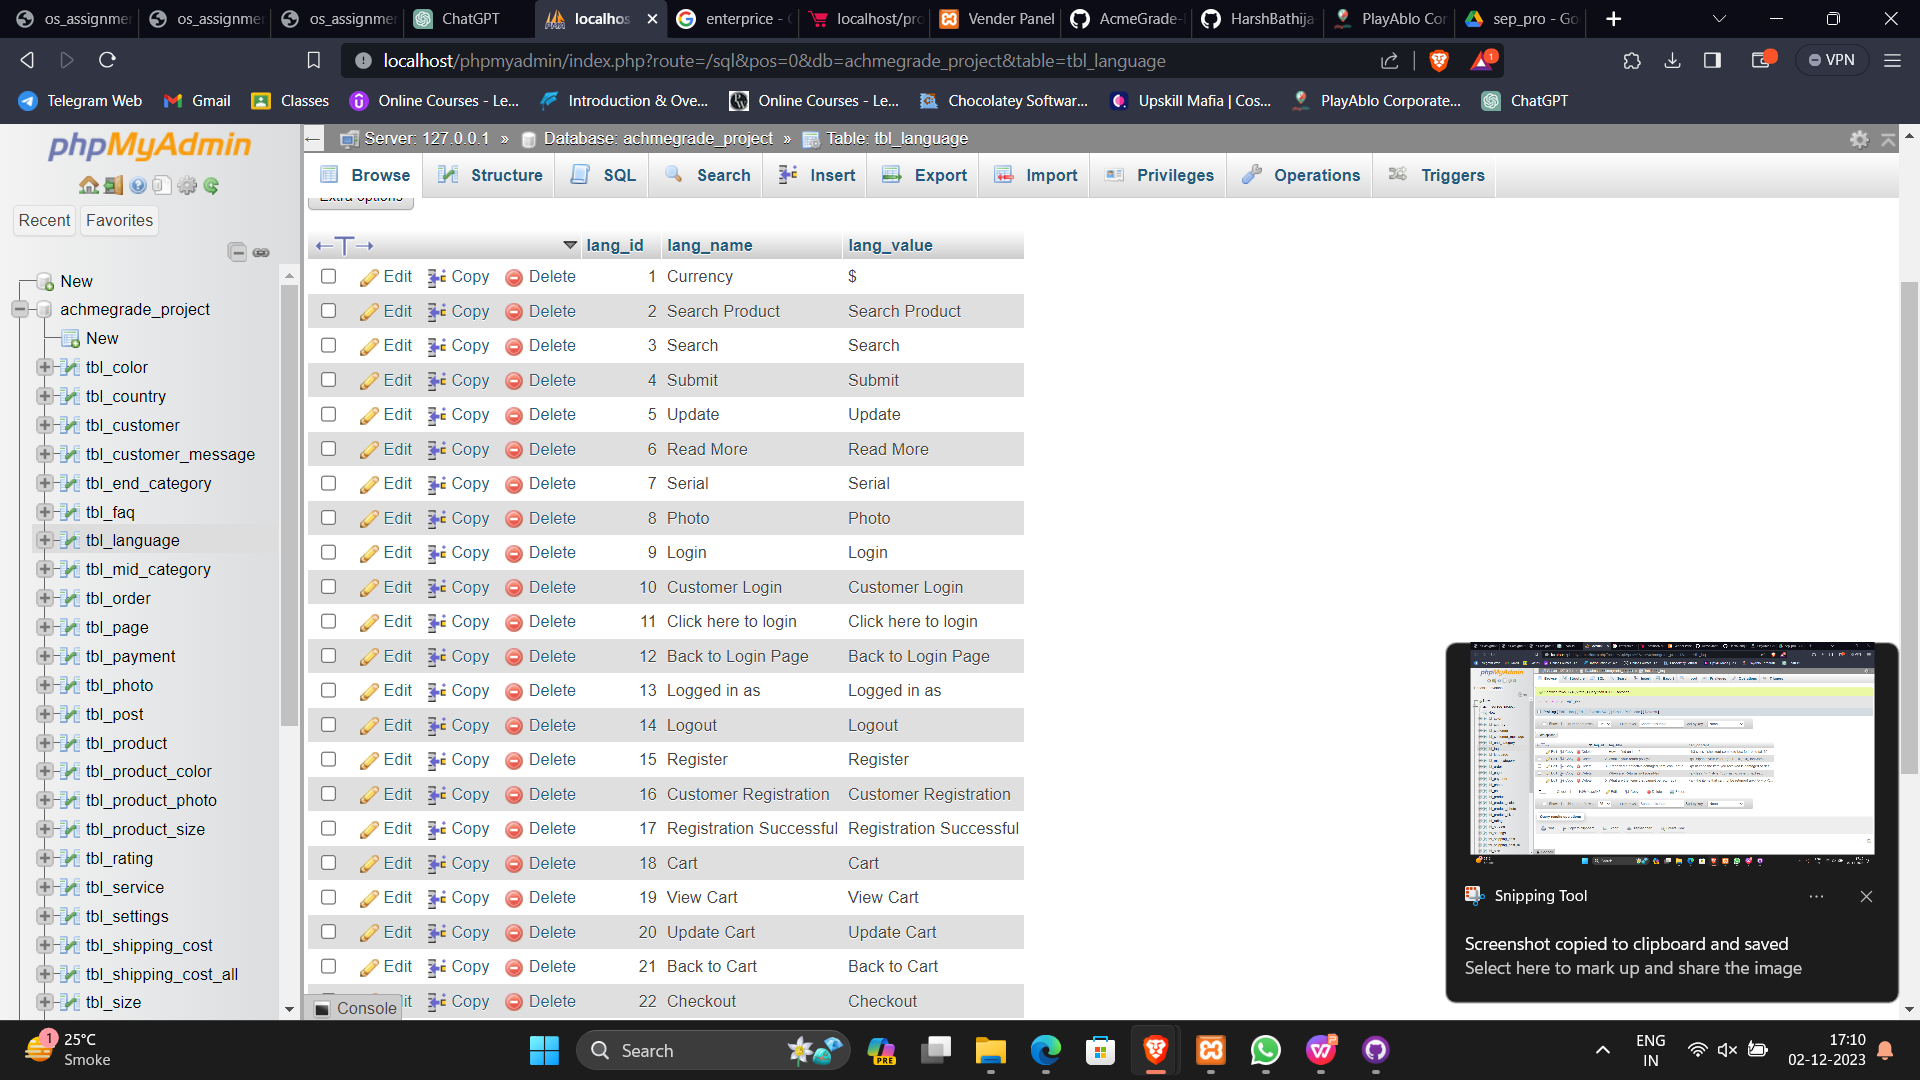 os_assignmen
os_assignmen
os_assignmen
ChatGPT
localhos
enterprice -
localhost/pro
Vender Panel
AcmeGrade-
HarshBathija
PlayAblo Cor
sep_pro - Go
localhost/phpmyadmin/index.php?route=/sql&pos=0&db=achmegrade_project&table=tbl_language
1
VPN
Telegram Web
Gmail
Classes
Online Courses - Le...
Introduction & Ove...
Online Courses - Le...
Chocolatey Softwar...
Upskill Mafia | Cos...
PlayAblo Corporate...
ChatGPT
phpMyAdmin
Recent Favorites
New
achmegrade_project
New
tbl_color
tbl_country
tbl_customer
tbl_customer_message
tbl_end_category
tbl_faq
tbl_language
tbl_mid_category
tbl_order
tbl_page
tbl_payment
tbl_photo
tbl_post
tbl_product
tbl_product_color
tbl_product_photo
tbl_product_size
tbl_rating
tbl_service
tbl_settings
tbl_shipping_cost
tbl_shipping_cost_all
tbl_size
Server: 127.0.0.1 » Database: achmegrade_project » Table: tbl_language
Browse Structure SQL Search Insert Export Import Privileges Operations Triggers
Extra options
←T→ lang_id lang_name lang_value
Edit Copy Delete 1 Currency $
Edit Copy Delete 2 Search Product Search Product
Edit Copy Delete 3 Search Search
Edit Copy Delete 4 Submit Submit
Edit Copy Delete 5 Update Update
Edit Copy Delete 6 Read More Read More
Edit Copy Delete 7 Serial Serial
Edit Copy Delete 8 Photo Photo
Edit Copy Delete 9 Login Login
Edit Copy Delete 10 Customer Login Customer Login
Edit Copy Delete 11 Click here to login Click here to login
Edit Copy Delete 12 Back to Login Page Back to Login Page
Edit Copy Delete 13 Logged in as Logged in as
Edit Copy Delete 14 Logout Logout
Edit Copy Delete 15 Register Register
Edit Copy Delete 16 Customer Registration Customer Registration
Edit Copy Delete 17 Registration Successful Registration Successful
Edit Copy Delete 18 Cart Cart
Edit Copy Delete 19 View Cart View Cart
Edit Copy Delete 20 Update Cart Update Cart
Edit Copy Delete 21 Back to Cart Back to Cart
Copy Delete 22 Checkout Checkout
Console
Snipping Tool
Screenshot copied to clipboard and saved
Select here to mark up and share the image
1
25°C
Smoke
Search
PRE
ENG
IN
17:10
02-12-2023